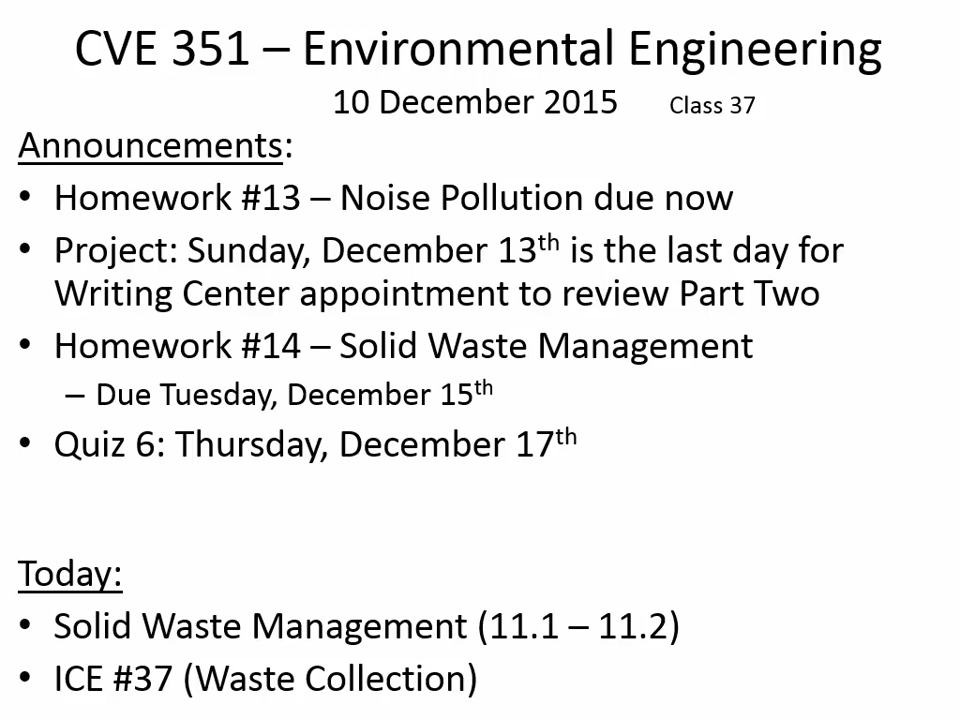 CVE 351 – Environmental Engineering
10 December 2015 Class 37
Announcements:
• Homework #13 – Noise Pollution due now
• Project: Sunday, December 13th is the last day for
Writing Center appointment to review Part Two
• Homework #14 – Solid Waste Management
– Due Tuesday, December 15th
• Quiz 6: Thursday, December 17th
Today:
• Solid Waste Management (11.1 – 11.2)
• ICE #37 (Waste Collection)